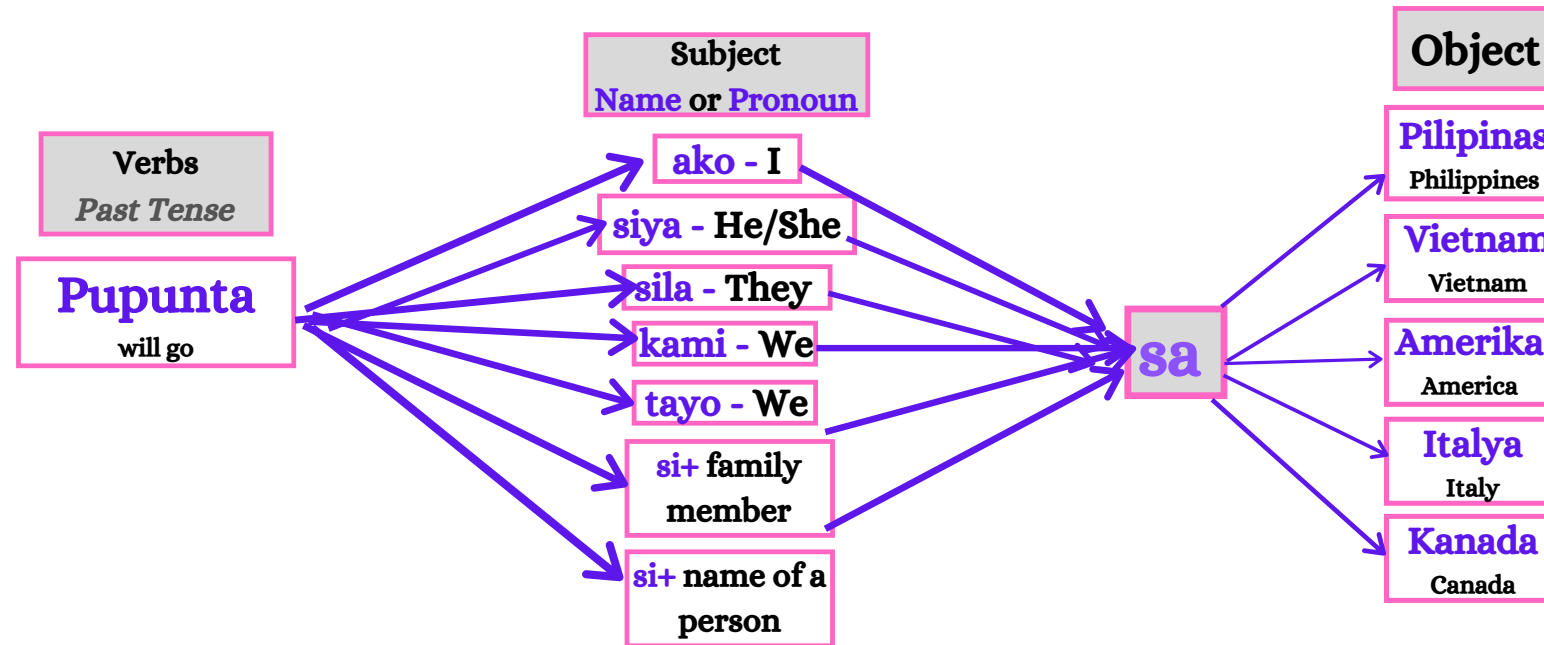 Verbs
Past Tense
Pupunta
will go
Subject
Name or Pronoun
ako - I
siya - He/She
sila - They
kami - We
tayo - We
si+ family
member
si+ name of a
person
sa
Object
Pilipinas
Philippines
Vietnam
Vietnam
Amerika
America
Italya
Italy
Kanada
Canada